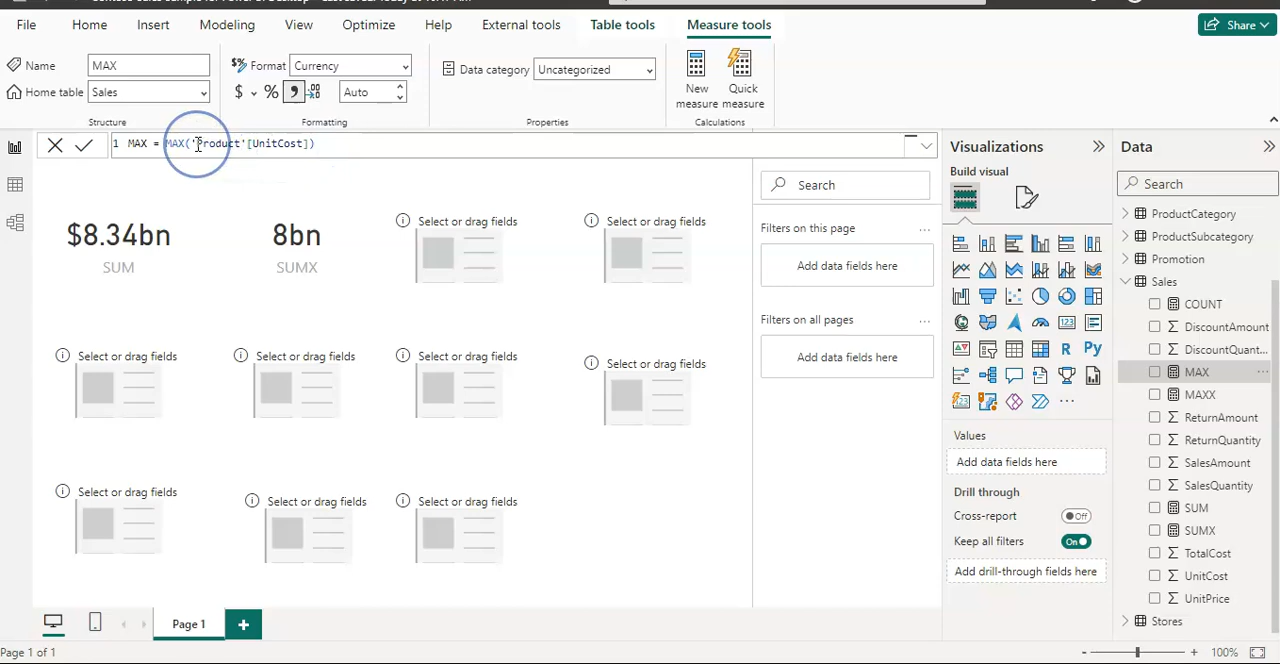 File Home Insert Modeling View Optimize Help External tools Table tools Measure tools Share
Name MAX
Home table Sales
Structure
Format Currency
$ % Auto
Formatting
Data category Uncategorized
Properties
New measure
Quick measure
Calculations
1 MAX = MAX('Product'[UnitCost])
$8.34bn
SUM
8bn
SUMX
Select or drag fields
Select or drag fields
Select or drag fields
Select or drag fields
Select or drag fields
Select or drag fields
Select or drag fields
Select or drag fields
Select or drag fields
Search
Filters on this page ...
Add data fields here
Filters on all pages ...
Add data fields here
Visualizations
Build visual
R Py
123
...
Values
Add data fields here
Drill through
Cross-report Off
Keep all filters On
Add drill-through fields here
Data
Search
ProductCategory
ProductSubcategory
Promotion
Sales
COUNT
DiscountAmount
DiscountQuant...
MAX ...
MAXX
ReturnAmount
ReturnQuantity
SalesAmount
SalesQuantity
SUM
SUMX
TotalCost
UnitCost
UnitPrice
Stores
Page 1
Page 1 of 1
- + 100%